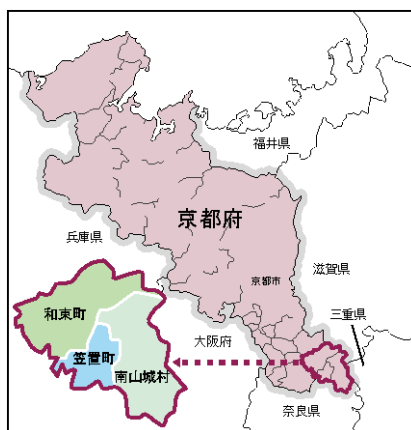 福井県
京都府
兵庫県
滋賀県
京都市
三重県
和束町
大阪府
笠置町
南山城村
奈良県